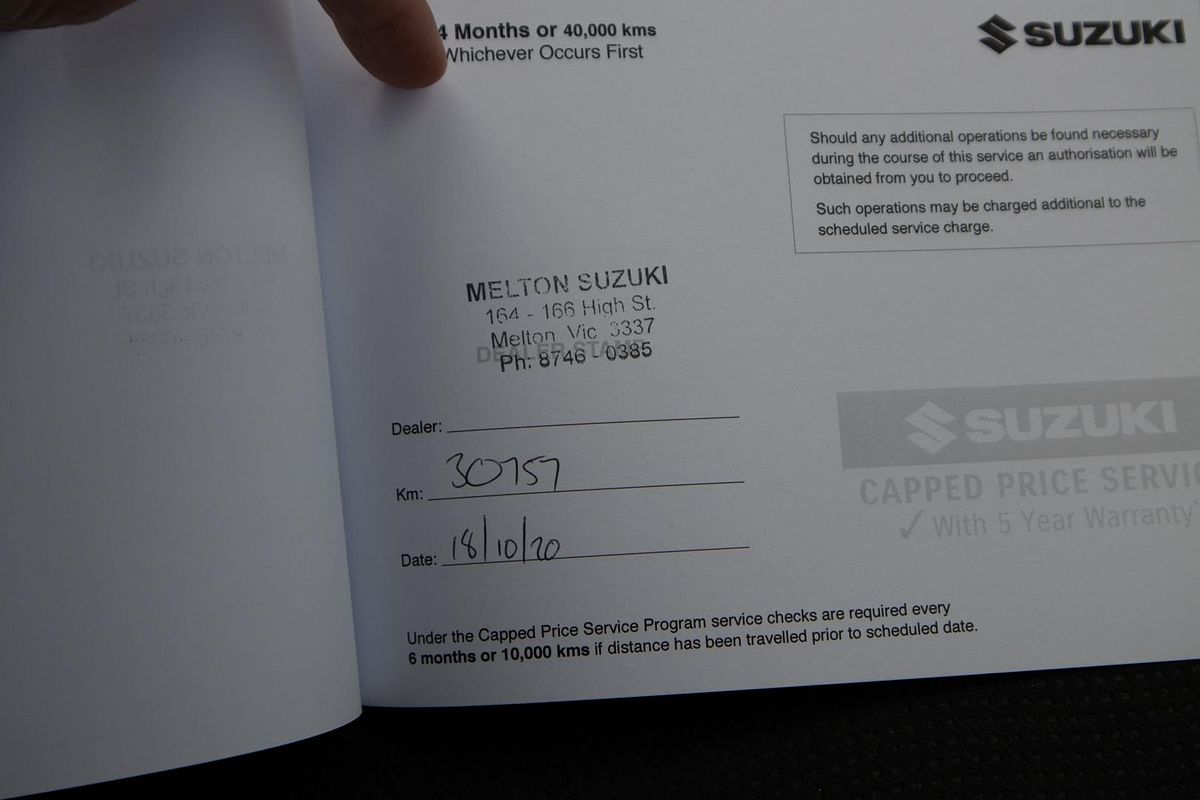 4 Months or 40,000 kms
Whichever Occurs First
SUZUKI
Should any additional operations be found necessary
during the course of this service an authorisation will be
obtained from you to proceed.
Such operations may be charged additional to the
scheduled service charge.
MELTON SUZUKI
164 - 166 High St.
Melton Vic 3337
DEALER STAMP
Ph: 8746 - 0385
Dealer:
Km: 30757
Date: 18/10/20
SUZUKI
CAPPED PRICE SERVIC
✓ With 5 Year Warranty
Under the Capped Price Service Program service checks are required every
6 months or 10,000 kms if distance has been travelled prior to scheduled date.